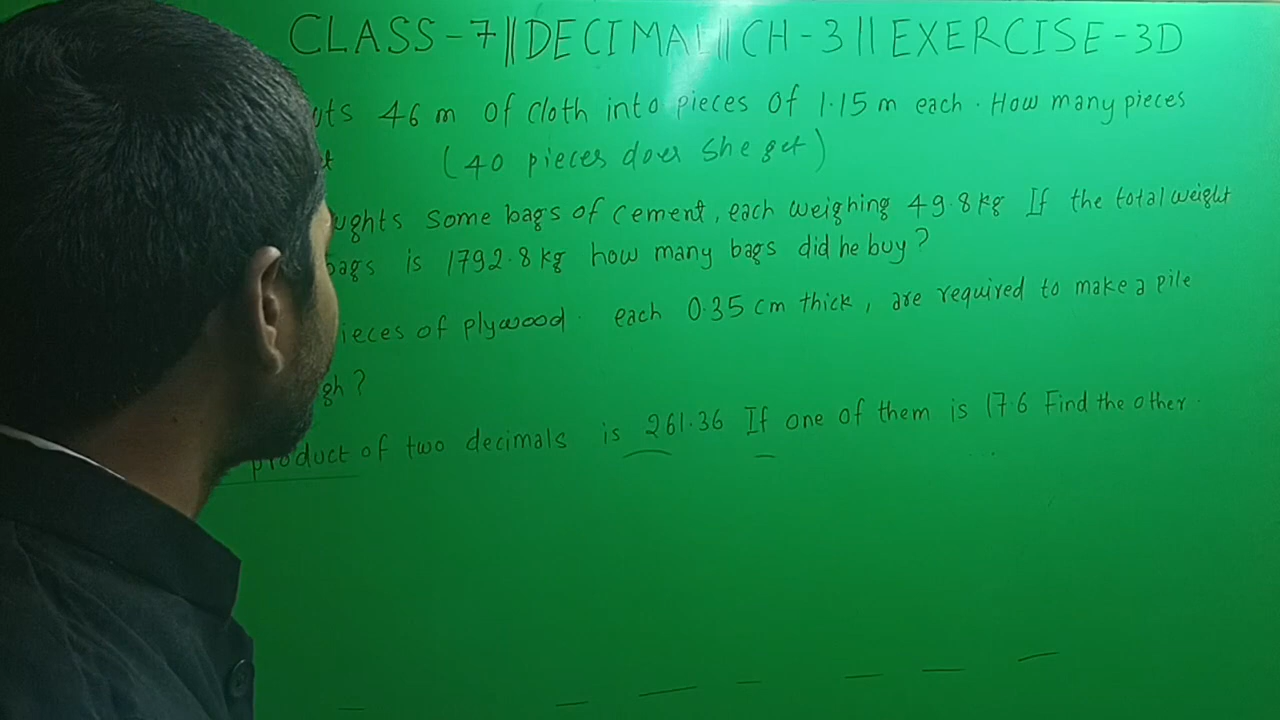 CLASS-7||DECIMAL||CH-3||EXERCISE-3D
46 m of cloth into pieces of 1.15 m each. How many pieces
(40 pieces does she get)
some bags of cement, each weighing 49.8 kg If the total weight
bags is 1792.8 kg how many bags did he buy?
of plywood. each 0.35 cm thick, are required to make a pile
product of two decimals is 261.36 If one of them is 17.6 Find the other.